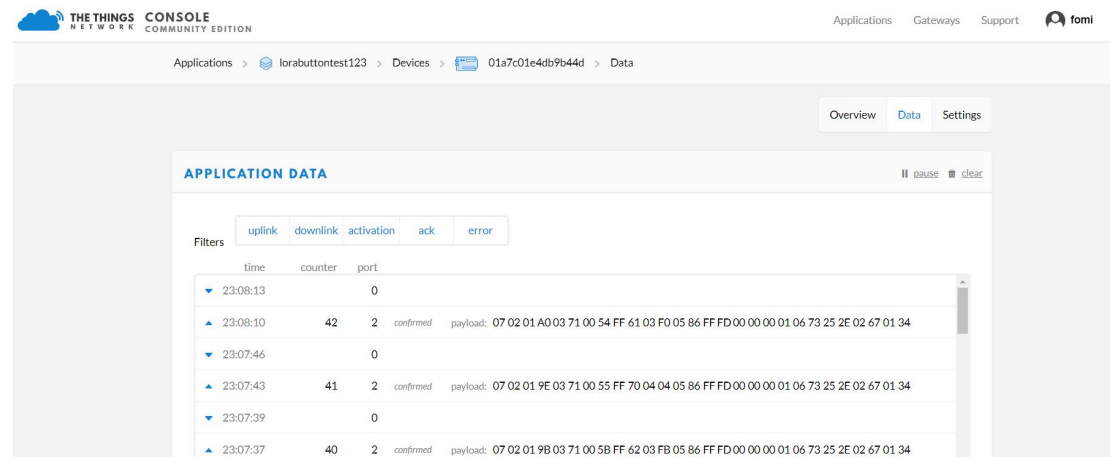 THE THINGS NETWORK CONSOLE COMMUNITY EDITION Applications Gateways Support fomi
Applications > lorabuttontest123 > Devices > 01a7c01e4db9b44d > Data
Overview Data Settings
APPLICATION DATA pause clear
Filters uplink downlink activation ack error
time counter port
23:08:13 0
23:08:10 42 2 confirmed payload: 07 02 01 A0 03 71 00 54 FF 61 03 F0 05 86 FF FD 00 00 00 01 06 73 25 2E 02 67 01 34
23:07:46 0
23:07:43 41 2 confirmed payload: 07 02 01 9E 03 71 00 55 FF 70 04 04 05 86 FF FD 00 00 00 01 06 73 25 2E 02 67 01 34
23:07:39 0
23:07:37 40 2 confirmed payload: 07 02 01 9B 03 71 00 5B FF 62 03 FB 05 86 FF FD 00 00 00 01 06 73 25 2E 02 67 01 34